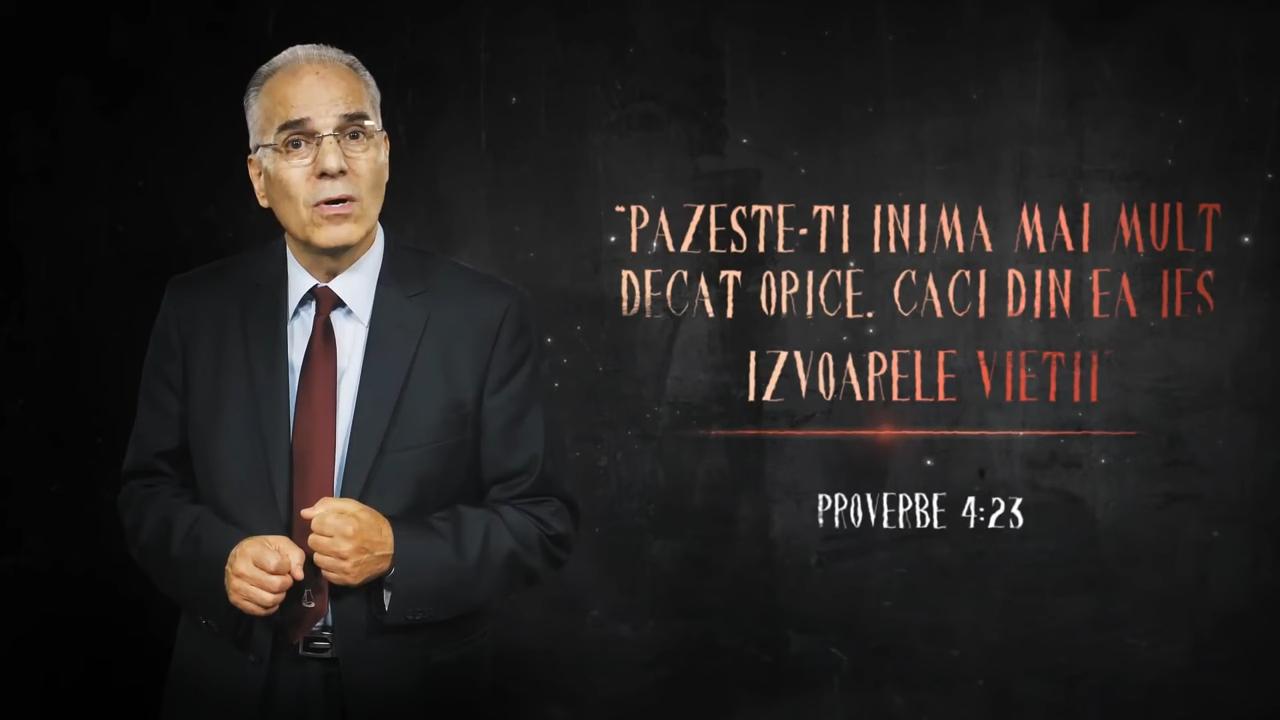 "PAZESTE-TI INIMA MAI MULT
DECAT ORICE. CACI DIN EA IES
IZVOARELE VIETII"
PROVERBE 4:23